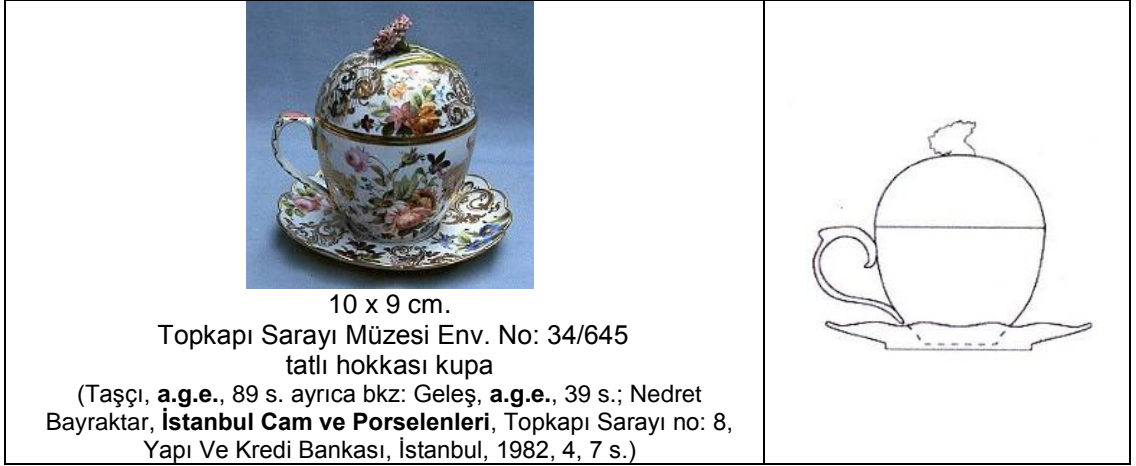 10 x 9 cm.
Topkapı Sarayı Müzesi Env. No: 34/645
tatlı hokkası kupa
(Taşçı, a.g.e., 89 s. ayrıca bkz: Geleş, a.g.e., 39 s.; Nedret
Bayraktar, İstanbul Cam ve Porselenleri, Topkapı Sarayı no: 8,
Yapı Ve Kredi Bankası, İstanbul, 1982, 4, 7 s.)